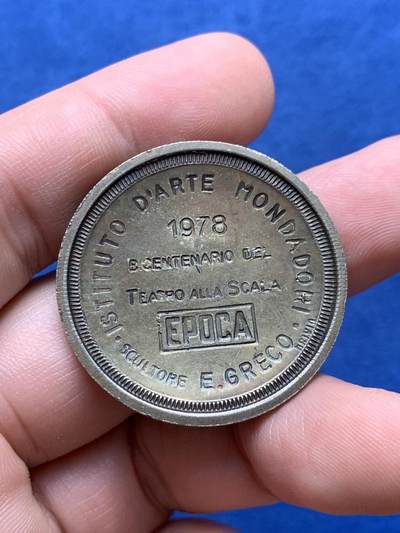 ISTITUTO D'ARTE MONDADORI
1978
BICENTENARIO DEL
TEATRO ALLA SCALA
EPOCA
SCULTORE E. GRECO